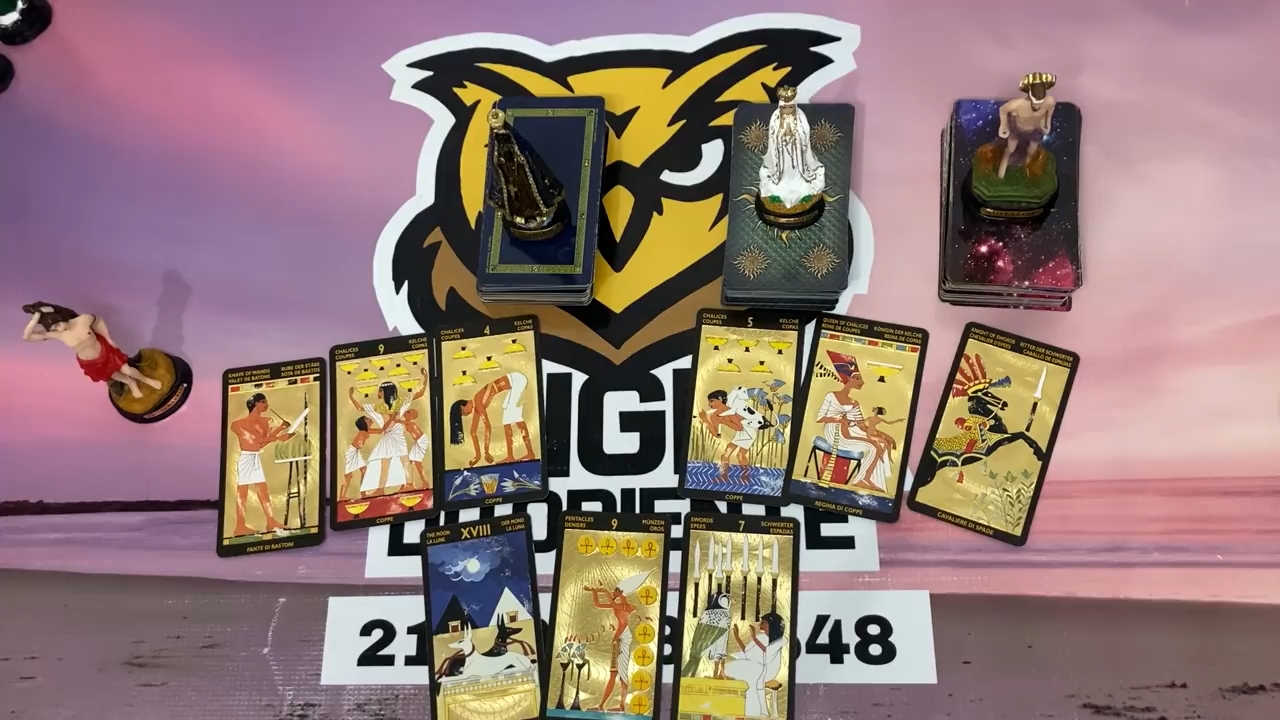 KNAVE OF WANDS
VALET DE BATONS
BUBE DER STÄBE
SOTA DE BASTOS
FANTE DI BASTONI
CHALICES
COUPES
9
KELCHE
COPAS
COPPE
CHALICES
COUPES
4
KELCHE
COPAS
COPPE
CHALICES
COUPES
5
KELCHE
COPAS
COPPE
QUEEN OF CHALICES
REINE DE COUPES
KÖNIGIN DER KELCHE
REINA DE COPAS
REGINA DI COPPE
KNIGHT OF SWORDS
CHEVALIER D'EPEES
RITTER DER SCHWERTER
CABALLO DE ESPADAS
CAVALIERE DI SPADE
THE MOON
LA LUNE
XVIII
DER MOND
LA LUNA
PENTACLES
DENIERS
9
MÜNZEN
OROS
SWORDS
EPEES
7
SCHWERTER
ESPADAS